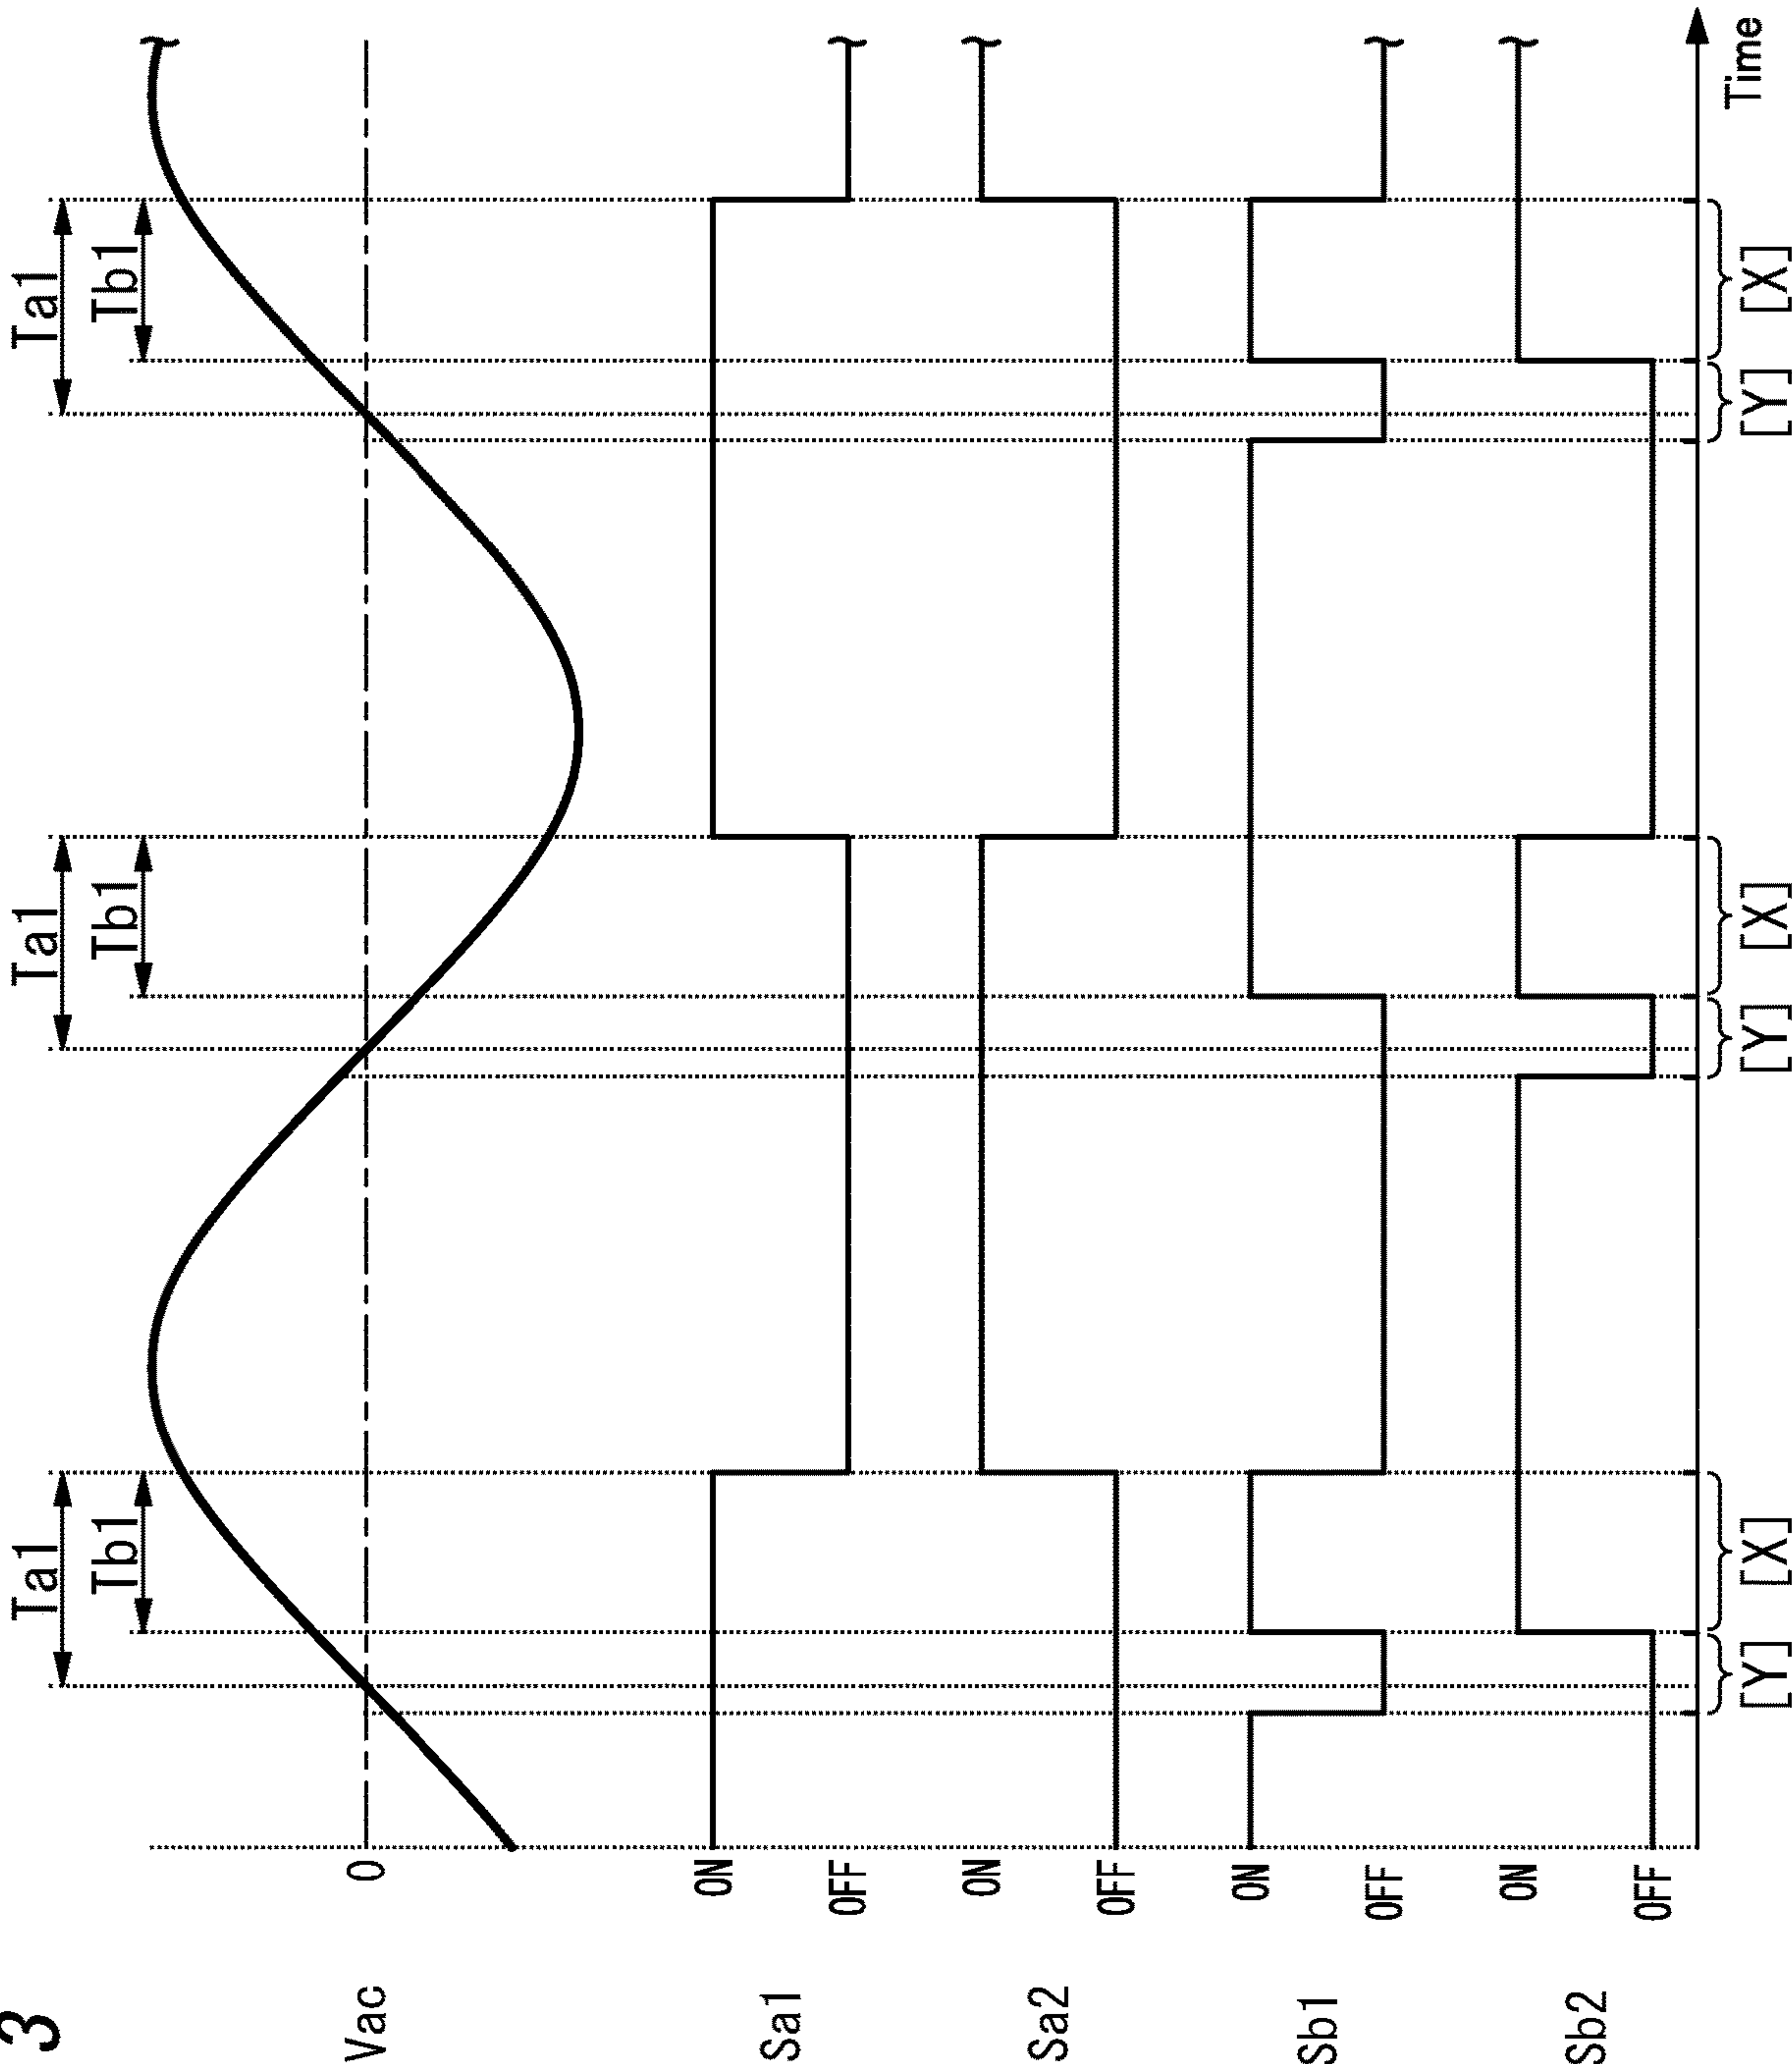 3
Ta1
Ta1
Ta1
Tb1
Tb1
Tb1
Vac
0
Sa1
ON
OFF
Sa2
ON
OFF
Sb1
ON
OFF
Sb2
ON
OFF
Time
[Y]
[X]
[Y]
[X]
[Y]
[X]